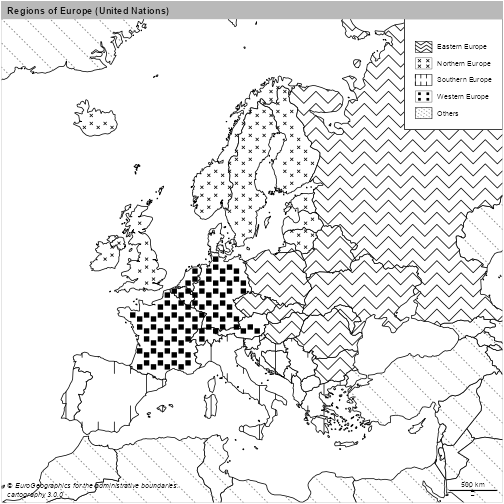 Regions of Europe (United Nations)
Eastern Europe
Northern Europe
Southern Europe
Western Europe
Others
500 km
© EuroGeographics for the administrative boundaries.
cartography 3.0.0